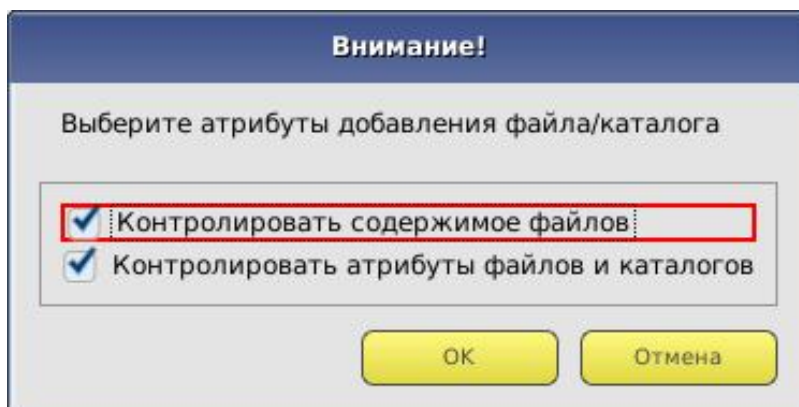 Внимание!
Выберите атрибуты добавления файла/каталога
Контролировать содержимое файлов
Контролировать атрибуты файлов и каталогов
OK
Отмена